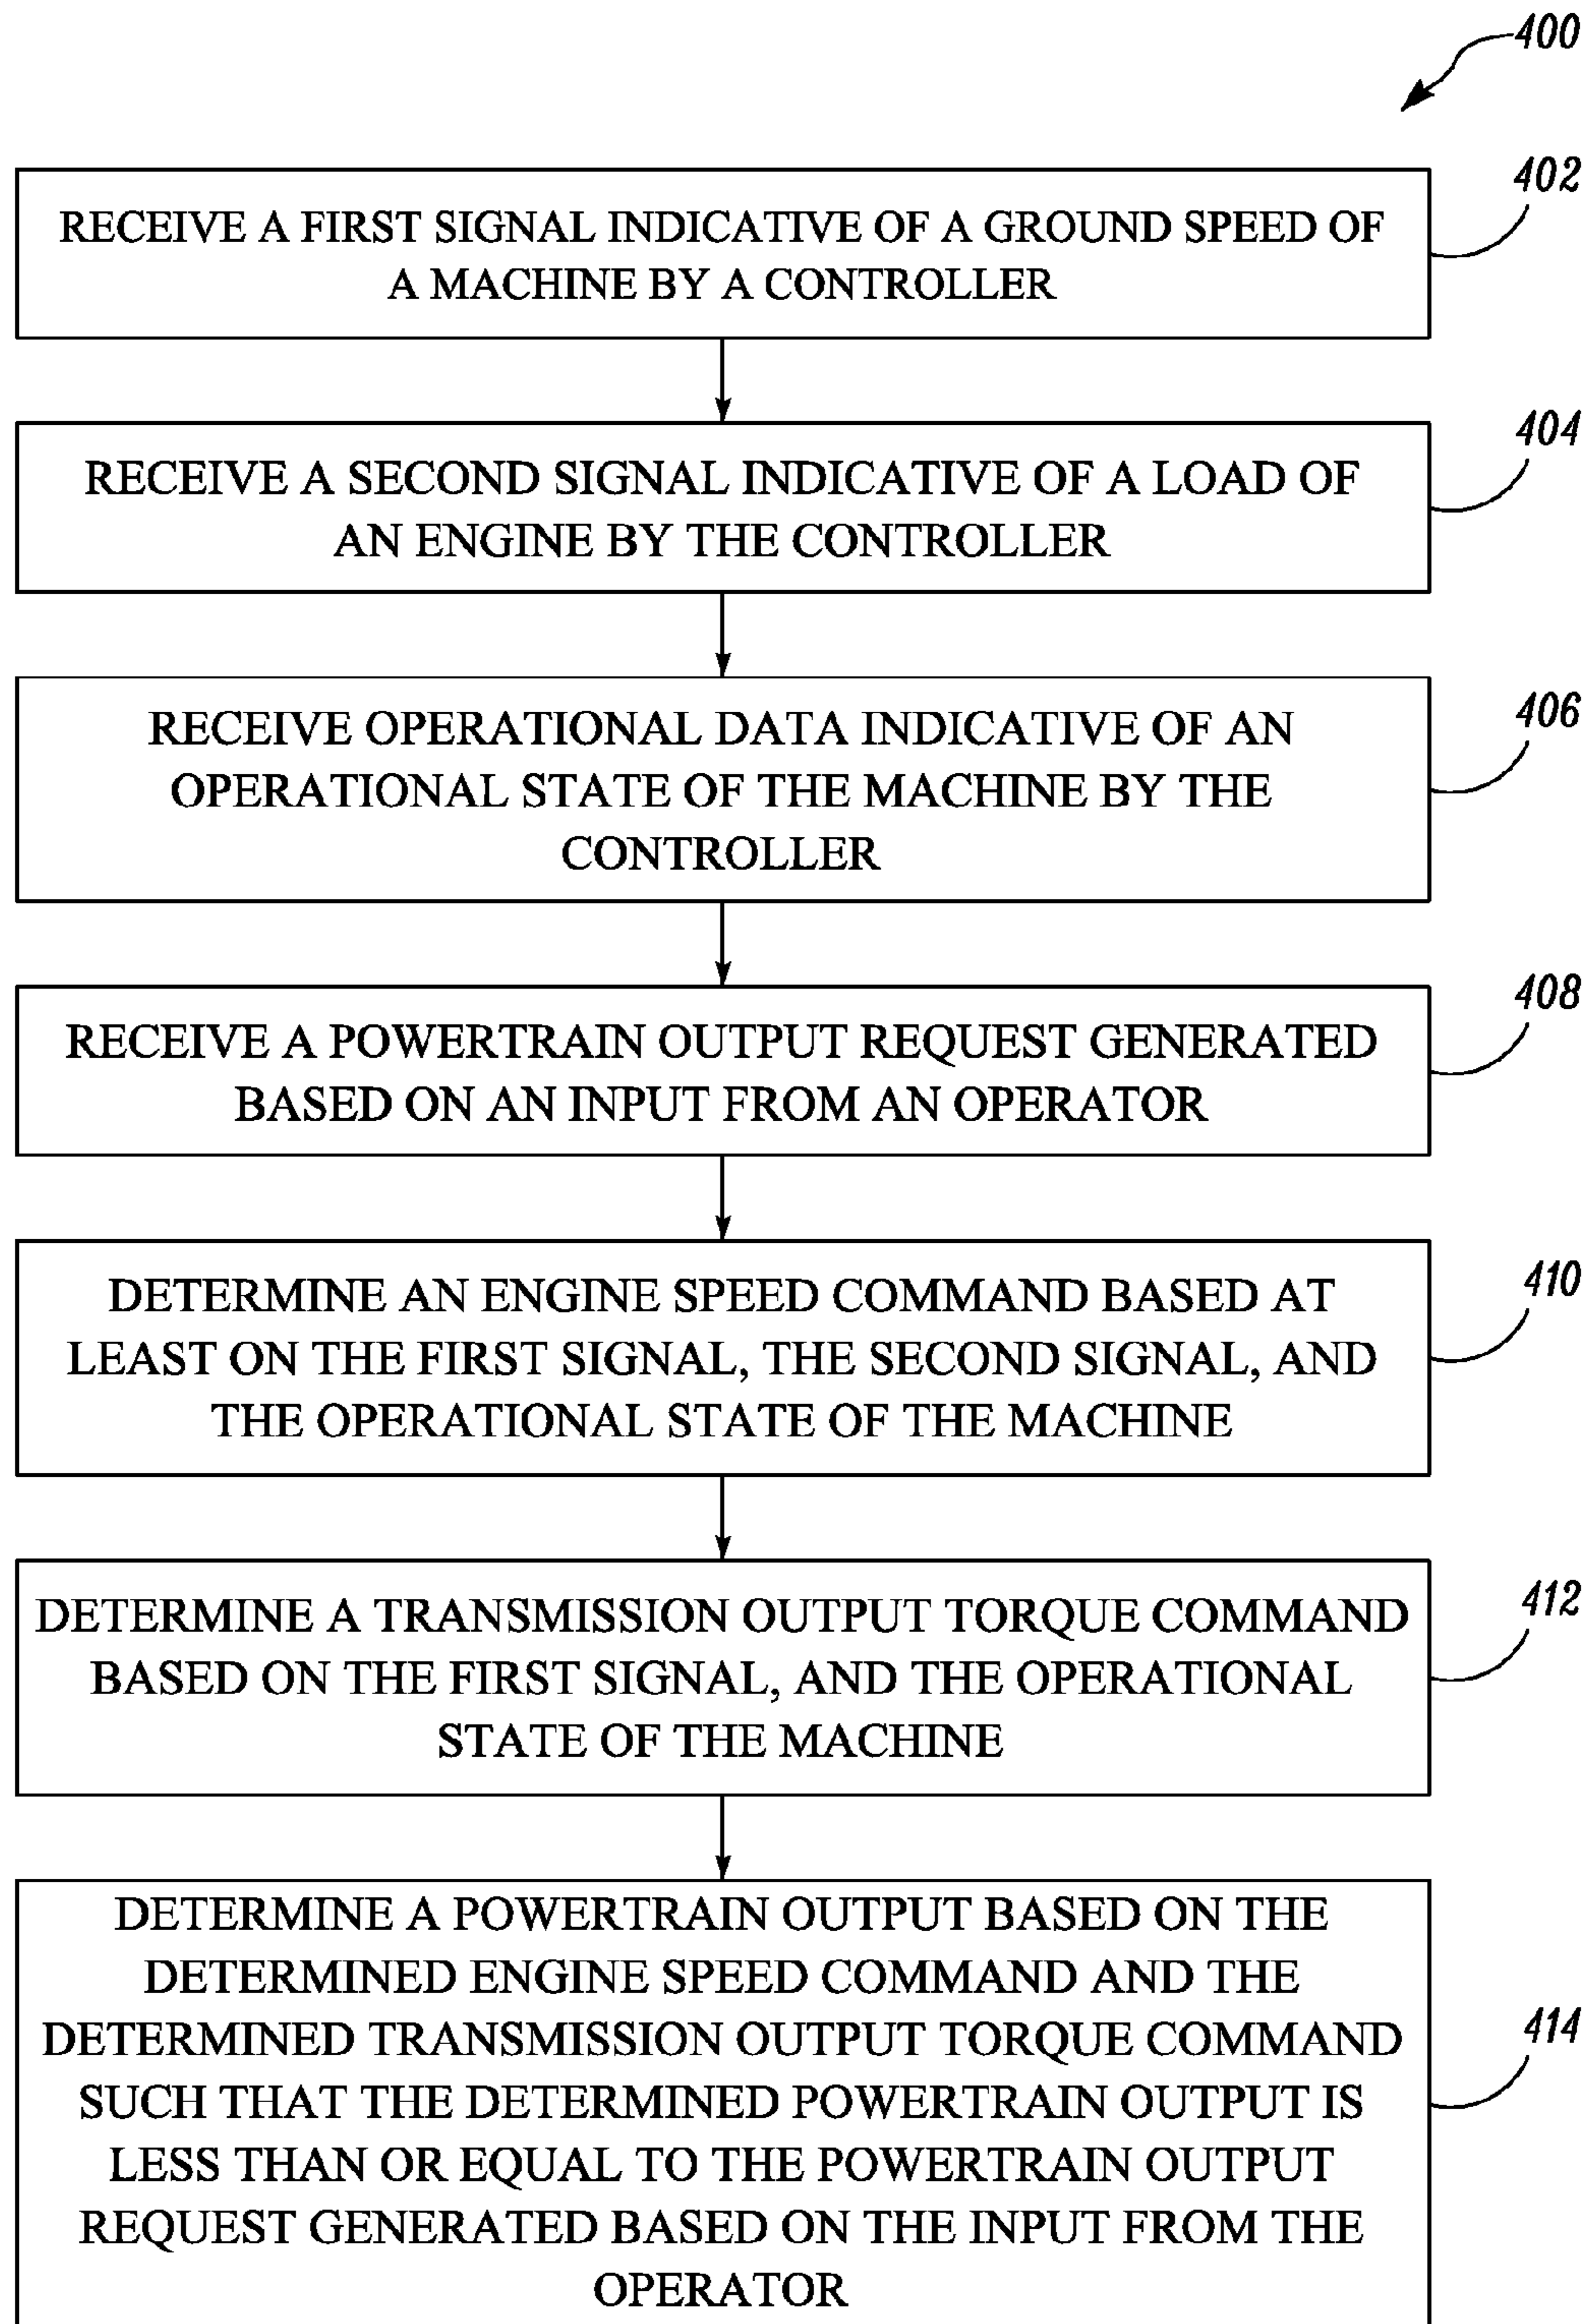 400
402
RECEIVE A FIRST SIGNAL INDICATIVE OF A GROUND SPEED OF
A MACHINE BY A CONTROLLER
404
RECEIVE A SECOND SIGNAL INDICATIVE OF A LOAD OF
AN ENGINE BY THE CONTROLLER
406
RECEIVE OPERATIONAL DATA INDICATIVE OF AN
OPERATIONAL STATE OF THE MACHINE BY THE
CONTROLLER
408
RECEIVE A POWERTRAIN OUTPUT REQUEST GENERATED
BASED ON AN INPUT FROM AN OPERATOR
410
DETERMINE AN ENGINE SPEED COMMAND BASED AT
LEAST ON THE FIRST SIGNAL, THE SECOND SIGNAL, AND
THE OPERATIONAL STATE OF THE MACHINE
412
DETERMINE A TRANSMISSION OUTPUT TORQUE COMMAND
BASED ON THE FIRST SIGNAL, AND THE OPERATIONAL
STATE OF THE MACHINE
414
DETERMINE A POWERTRAIN OUTPUT BASED ON THE
DETERMINED ENGINE SPEED COMMAND AND THE
DETERMINED TRANSMISSION OUTPUT TORQUE COMMAND
SUCH THAT THE DETERMINED POWERTRAIN OUTPUT IS
LESS THAN OR EQUAL TO THE POWERTRAIN OUTPUT
REQUEST GENERATED BASED ON THE INPUT FROM THE
OPERATOR